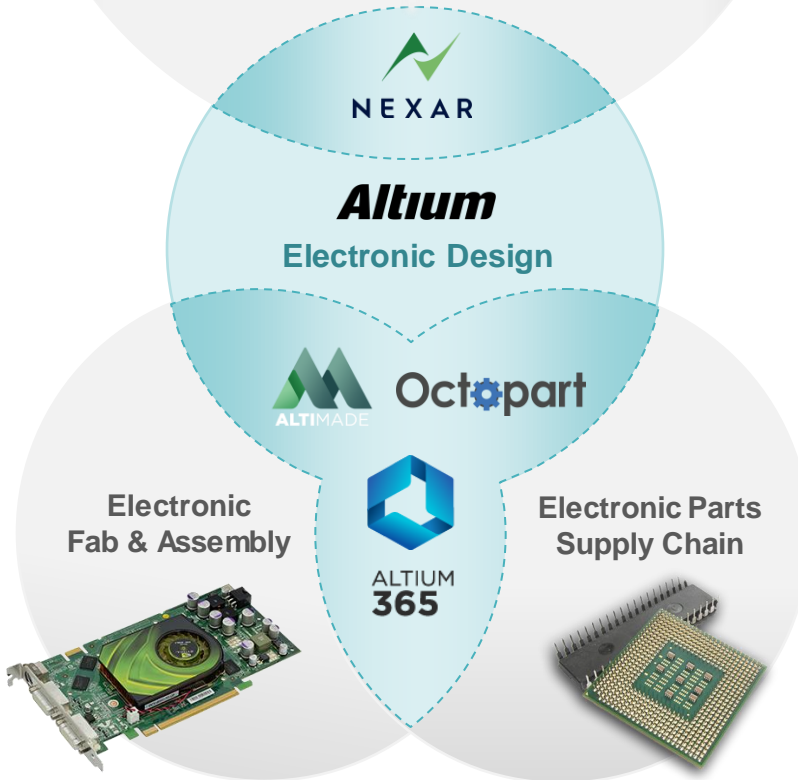 NEXAR
Altium
Electronic Design
ALTIMADE
Octopart
Electronic
Fab & Assembly
Electronic Parts
Supply Chain
ALTIUM
365